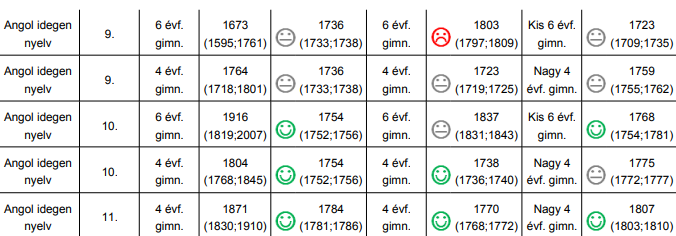 Angol idegen nyelv 9. 6 évf. gimn. 1673 (1595;1761) 1736 (1733;1738) 6 évf. gimn. 1803 (1797;1809) Kis 6 évf. gimn. 1723 (1709;1735)
Angol idegen nyelv 9. 4 évf. gimn. 1764 (1718;1801) 1736 (1733;1738) 4 évf. gimn. 1723 (1719;1725) Nagy 4 évf. gimn. 1759 (1755;1762)
Angol idegen nyelv 10. 6 évf. gimn. 1916 (1819;2007) 1754 (1752;1756) 6 évf. gimn. 1837 (1831;1843) Kis 6 évf. gimn. 1768 (1754;1781)
Angol idegen nyelv 10. 4 évf. gimn. 1804 (1768;1845) 1754 (1752;1756) 4 évf. gimn. 1738 (1736;1740) Nagy 4 évf. gimn. 1775 (1772;1777)
Angol idegen nyelv 11. 4 évf. gimn. 1871 (1830;1910) 1784 (1781;1786) 4 évf. gimn. 1770 (1768;1772) Nagy 4 évf. gimn. 1807 (1803;1810)